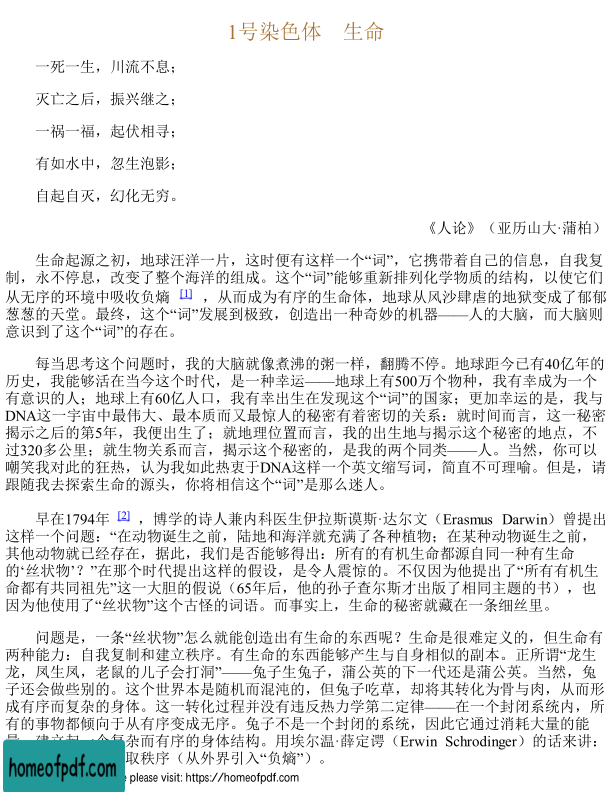 1号染色体　生命
一死一生，川流不息；
灭亡之后，振兴继之；
一祸一福，起伏相寻；
有如水中，忽生泡影；
自起自灭，幻化无穷。
《人论》（亚历山大·蒲柏）
生命起源之初，地球汪洋一片，这时便有这样一个“词”，它携带着自己的信息，自我复
制，永不停息，改变了整个海洋的组成。这个“词”能够重新排列化学物质的结构，以使它们
从无序的环境中吸收负熵 [1] ，从而成为有序的生命体，地球从风沙肆虐的地狱变成了郁郁
葱葱的天堂。最终，这个“词”发展到极致，创造出一种奇妙的机器——人的大脑，而大脑则
意识到了这个“词”的存在。
每当思考这个问题时，我的大脑就像煮沸的粥一样，翻腾不停。地球距今已有40亿年的
历史，我能够活在当今这个时代，是一种幸运——地球上有500万个物种，我有幸成为一个
有意识的人；地球上有60亿人口，我有幸出生在发现这个“词”的国家；更加幸运的是，我与
DNA这一宇宙中最伟大、最本质而又最惊人的秘密有着密切的关系：就时间而言，这一秘密
揭示之后的第5年，我便出生了；就地理位置而言，我的出生地与揭示这个秘密的地点，不
过320多公里；就生物关系而言，揭示这个秘密的，是我的两个同类——人。当然，你可以
嘲笑我对此的狂热，认为我如此热衷于DNA这样一个英文缩写词，简直不可理喻。但是，请
跟随我去探索生命的源头，你将相信这个“词”是那么迷人。
早在1794年 [2] ，博学的诗人兼内科医生伊拉斯谟斯·达尔文（Erasmus Darwin）曾提出
这样一个问题：“在动物诞生之前，陆地和海洋就充满了各种植物；在某种动物诞生之前，
其他动物就已经存在，据此，我们是否能够得出：所有的有机生命都源自同一种有生命
的‘丝状物’？”在那个时代提出这样的假设，是令人震惊的。不仅因为他提出了“所有有机生
命都有共同祖先”这一大胆的假说（65年后，他的孙子查尔斯才出版了相同主题的书），也
因为他使用了“丝状物”这个古怪的词语。而事实上，生命的秘密就藏在一条细丝里。
问题是，一条“丝状物”怎么就能创造出有生命的东西呢？生命是很难定义的，但生命有
两种能力：自我复制和建立秩序。有生命的东西能够产生与自身相似的副本。正所谓“龙生
龙，凤生凤，老鼠的儿子会打洞”——兔子生兔子，蒲公英的下一代还是蒲公英。当然，兔
子还会做些别的。这个世界本是随机而混沌的，但兔子吃草，却将其转化为骨与肉，从而形
成有序而复杂的身体。这一转化过程并没有违反热力学第二定律——在一个封闭系统内，所
有的事物都倾向于从有序变成无序。兔子不是一个封闭的系统，因此它通过消耗大量的能
量，建立起一个复杂而有序的身体结构。用埃尔温·薛定谔（Erwin Schrodinger）的话来讲：
取秩序（从外界引入“负熵”）。
homeofpdf.com
please visit: https://homeofpdf.com